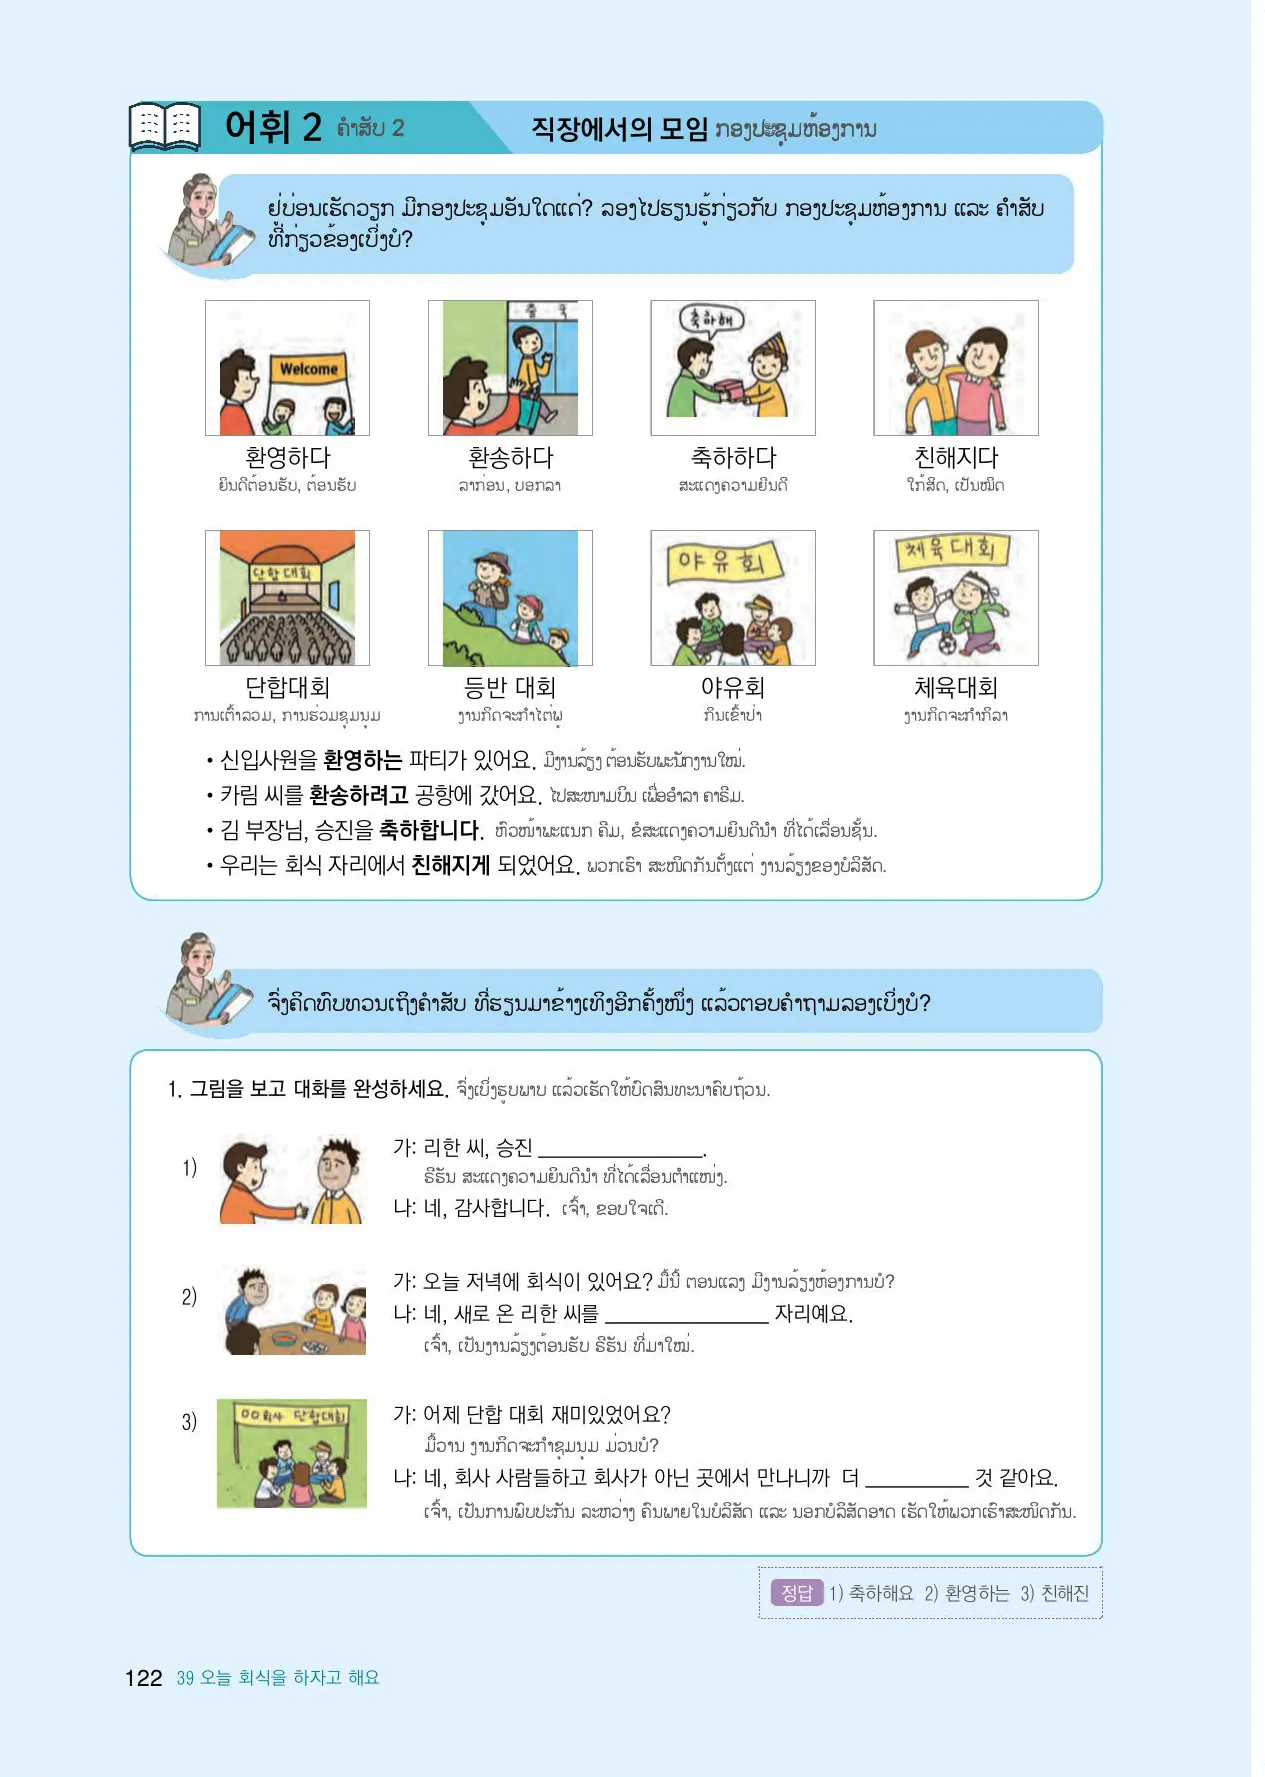 어휘 2 ຄຳສັບ 2
직장에서의 모임 ກອງປະຊຸມຫ້ອງການ
ຢູ່ບ່ອນເຮັດວຽກ ມີກອງປະຊຸມອັນໃດແດ່? ລອງໄປຮຽນຮູ້ກ່ຽວກັບ ກອງປະຊຸມຫ້ອງການ ແລະ ຄຳສັບ
ທີ່ກ່ຽວຂ້ອງເບິ່ງບໍ?
Welcome
출 국
축하해
환영하다
환송하다
축하하다
친해지다
ຍິນດີຕ້ອນຮັບ, ຕ້ອນຮັບ
ລາກ່ອນ, ບອກລາ
ສະແດງຄວາມຍິນດີ
ໃກ້ສິດ, ເປັນໝິດ
단합대회
야유회
체육대회
단합대회
등반 대회
야유회
체육대회
ການເຕົ້າລວມ, ການຮ່ວມຊຸມນຸມ
ງານກິດຈະກຳໄຕ່ພູ
ກິນເຂົ້າປ່າ
ງານກິດຈະກຳກິລາ
• 신입사원을 환영하는 파티가 있어요. ມີງານລ້ຽງ ຕ້ອນຮັບພະນັກງານໃໝ່.
• 카림 씨를 환송하려고 공항에 갔어요. ໄປສະໜາມບິນ ເພື່ອອຳລາ ຄາຣິມ.
• 김 부장님, 승진을 축하합니다. ຫົວໜ້າພະແນກ ຄິມ, ຂໍສະແດງຄວາມຍິນດີນຳ ທີ່ໄດ້ເລື່ອນຊັ້ນ.
• 우리는 회식 자리에서 친해지게 되었어요. ພວກເຮົາ ສະໜິດກັນຕັ້ງແຕ່ ງານລ້ຽງຂອງບໍລິສັດ.
ຈົ່ງຄິດທົບທວນເຖິງຄຳສັບ ທີ່ຮຽນມາຂ້າງເທິງອີກຄັ້ງໜຶ່ງ ແລ້ວຕອບຄຳຖາມລອງເບິ່ງບໍ?
1. 그림을 보고 대화를 완성하세요. ຈົ່ງເບິ່ງຮູບພາບ ແລ້ວເຮັດໃຫ້ບົດສົນທະນາຄົບຖ້ວນ.
1)
가: 리한 씨, 승진 ________________.
ຣີຮັນ ສະແດງຄວາມຍິນດີນຳ ທີ່ໄດ້ເລື່ອນຕຳແໜ່ງ.
나: 네, 감사합니다. ເຈົ້າ, ຂອບໃຈເດີ.
2)
가: 오늘 저녁에 회식이 있어요? ມື້ນີ້ ຕອນແລງ ມີງານລ້ຽງຫ້ອງການບໍ?
나: 네, 새로 온 리한 씨를 ________________ 자리예요.
ເຈົ້າ, ເປັນງານລ້ຽງຕ້ອນຮັບ ຣີຮັນ ທີ່ມາໃໝ່.
3)
○○회사 단합대회
가: 어제 단합 대회 재미있었어요?
ມື້ວານ ງານກິດຈະກຳຊຸມນຸມ ມ່ວນບໍ?
나: 네, 회사 사람들하고 회사가 아닌 곳에서 만나니까 더 __________ 것 같아요.
ເຈົ້າ, ເປັນການພົບປະກັນ ລະຫວ່າງ ຄົນພາຍໃນບໍລິສັດ ແລະ ນອກບໍລິສັດອາດ ເຮັດໃຫ້ພວກເຮົາສະໜິດກັນ.
정답 1) 축하해요 2) 환영하는 3) 친해진
122 39 오늘 회식을 하자고 해요